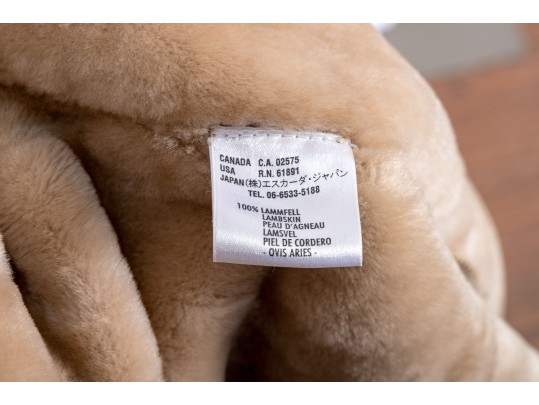 CANADA C.A. 02575
USA R.N. 61891
JAPAN (株)エスカーダ・ジャパン
TEL. 06-6533-5188
100% LAMMFELL
LAMBSKIN
PEAU D'AGNEAU
LAMSVEL
PIEL DE CORDERO
- OVIS ARIES -